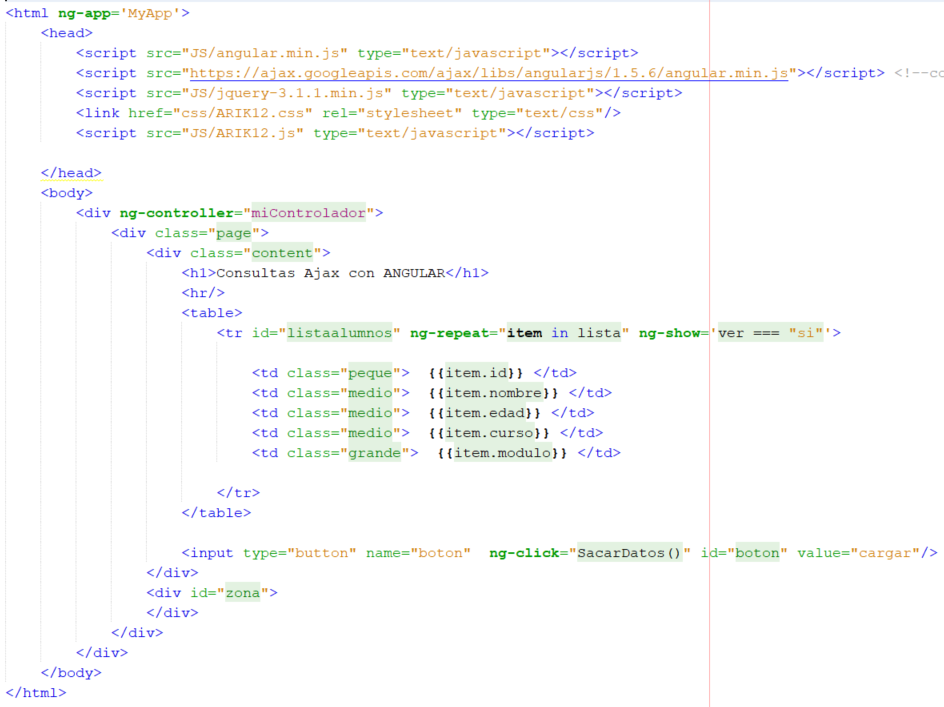 <html ng-app='MyApp'>
<head>
<script src="JS/angular.min.js" type="text/javascript"></script>
<script src="https://ajax.googleapis.com/ajax/libs/angularjs/1.5.6/angular.min.js"></script> <!--co
<script src="JS/jquery-3.1.1.min.js" type="text/javascript"></script>
<link href="css/ARIK12.css" rel="stylesheet" type="text/css"/>
<script src="JS/ARIK12.js" type="text/javascript"></script>
</head>
<body>
<div ng-controller="miControlador">
<div class="page">
<div class="content">
<h1>Consultas Ajax con ANGULAR</h1>
<hr/>
<table>
<tr id="listaalumnos" ng-repeat="item in lista" ng-show='ver === "si"'>
<td class="peque"> {{item.id}} </td>
<td class="medio"> {{item.nombre}} </td>
<td class="medio"> {{item.edad}} </td>
<td class="medio"> {{item.curso}} </td>
<td class="grande"> {{item.modulo}} </td>
</tr>
</table>
<input type="button" name="boton" ng-click="SacarDatos()" id="boton" value="cargar"/>
</div>
<div id="zona">
</div>
</div>
</div>
</body>
</html>